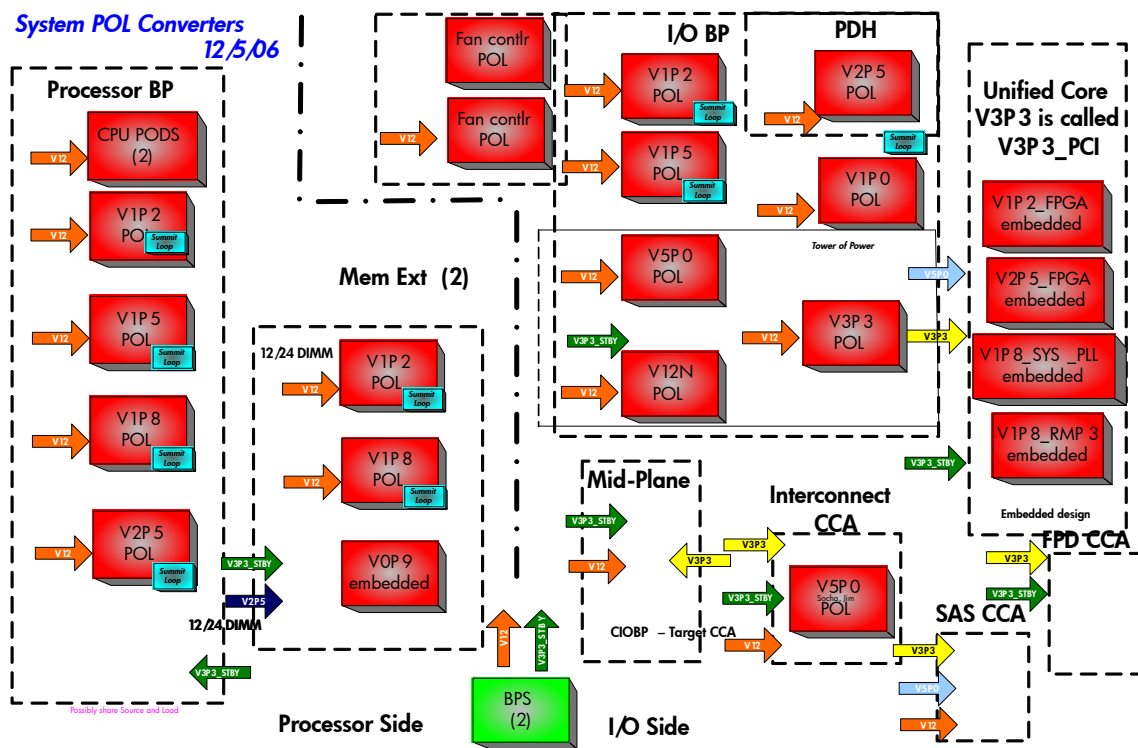 System POL Converters
12/5/06
Processor BP
CPU PODS
(2)
V12
V1P2
POL
Summit
Loop
V12
V1P5
POL
Summit
Loop
V12
V1P8
POL
Summit
Loop
V12
V2P5
POL
Summit
Loop
V12
V3P3_STBY
V2P5
12/24 DIMM
V3P3_STBY
Possibly share Source and Load
Mem Ext (2)
12/24 DIMM
V1P2
POL
Summit
Loop
V12
V1P8
POL
Summit
Loop
V12
V0P9
embedded
Processor Side
Fan contlr
POL
Fan contlr
POL
V12
I/O BP
V1P2
POL
Summit
Loop
V12
V1P5
POL
Summit
Loop
V12
PDH
V2P5
POL
V12
Summit
Loop
V1P0
POL
V12
Tower of Power
V5P0
POL
V12
V3P3_STBY
V12N
POL
V12
V3P3
POL
V12
V5P0
V3P3
Unified Core
V3P3 is called
V3P3_PCI
V1P2_FPGA
embedded
V2P5_FPGA
embedded
V1P8_SYS _PLL
embedded
V1P8_RMP3
embedded
V3P3_STBY
Embedded design
Mid-Plane
V3P3_STBY
V12
V3P3
CIOBP – Target CCA
Interconnect
CCA
V3P3
V3P3_STBY
V12
V5P0
Socha, Jim
POL
FPD CCA
V3P3
V3P3_STBY
SAS CCA
V3P3
V5P0
V12
V12
V3P3_STBY
BPS
(2)
I/O Side